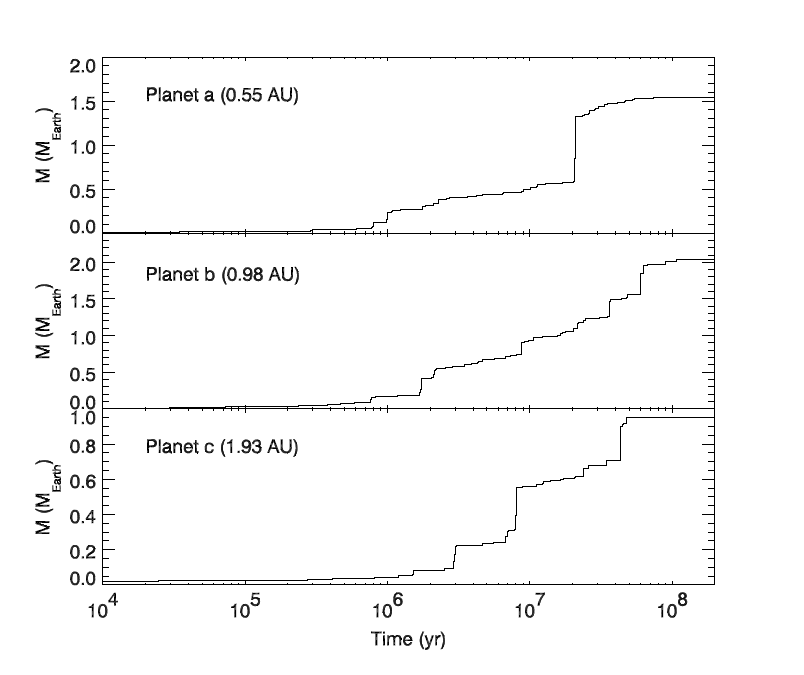 2.0
Planet a (0.55 AU)
1.5
M (M_Earth)
1.0
0.5
0.0
2.0
Planet b (0.98 AU)
1.5
M (M_Earth)
1.0
0.5
0.0
1.0
Planet c (1.93 AU)
0.8
M (M_Earth)
0.6
0.4
0.2
0.0
10^4 10^5 10^6 10^7 10^8
Time (yr)